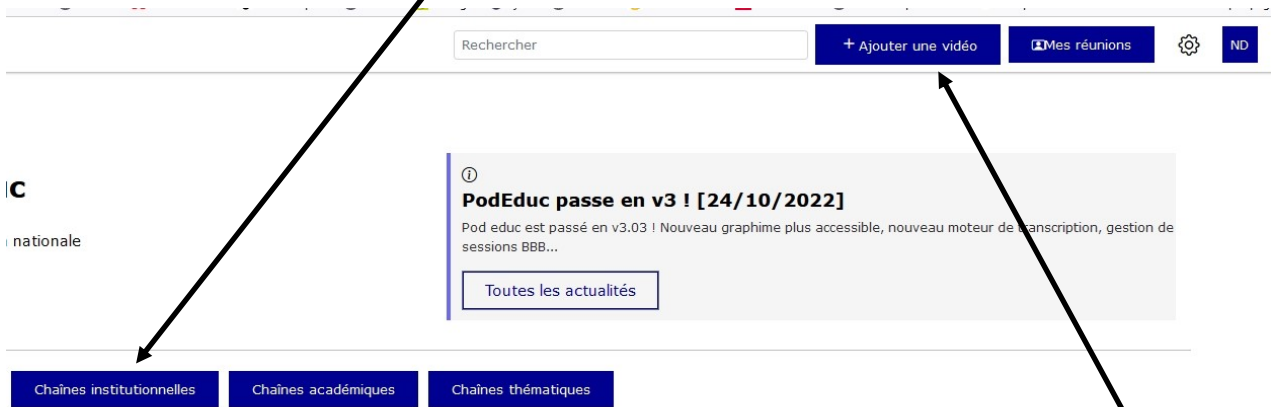 Rechercher
+ Ajouter une vidéo
Mes réunions
ND
PodEduc passe en v3 ! [24/10/2022]
nationale
Pod educ est passé en v3.03 ! Nouveau graphime plus accessible, nouveau moteur de transcription, gestion de
sessions BBB...
Toutes les actualités
Chaînes institutionnelles
Chaînes académiques
Chaînes thématiques